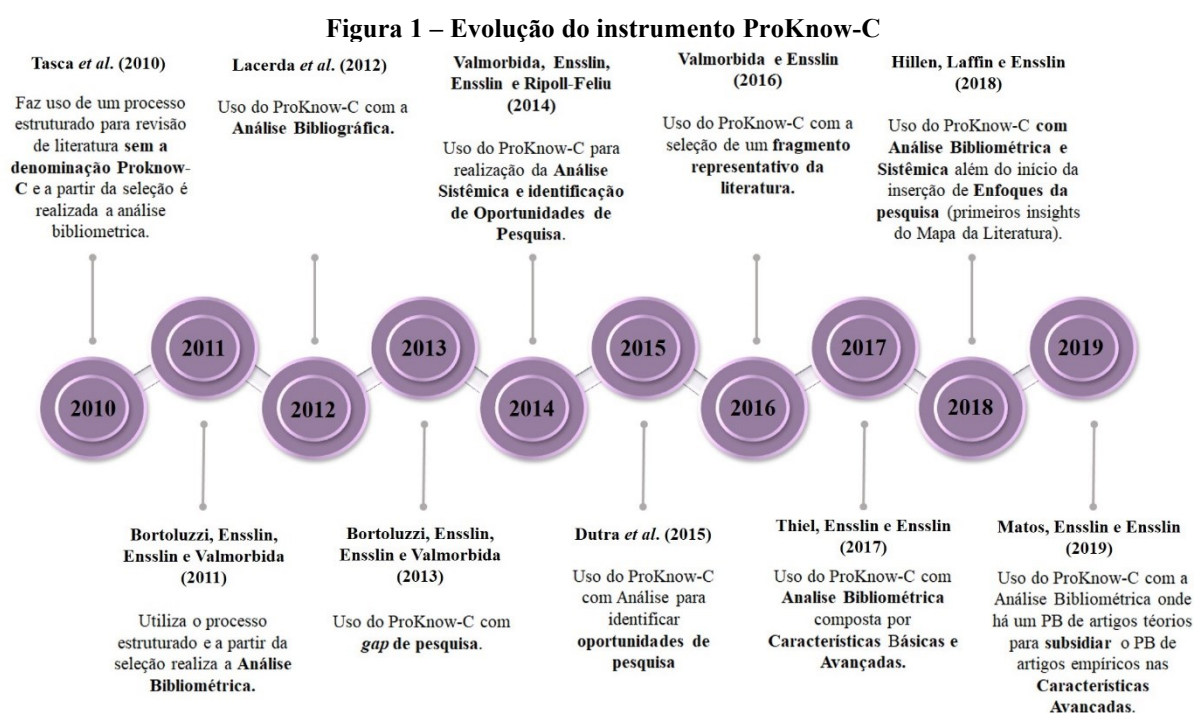 Figura 1 – Evolução do instrumento ProKnow-C
Tasca et al. (2010)
Faz uso de um processo
estruturado para revisão
de literatura sem a
denominação Proknow-
C e a partir da seleção é
realizada a análise
bibliometrica.
Lacerda et al. (2012)
Uso do ProKnow-C com a
Análise Bibliográfica.
Valmorbida, Ensslin,
Ensslin e Ripoll-Feliu
(2014)
Uso do ProKnow-C para
realização da Análise
Sistêmica e identificação
de Oportunidades de
Pesquisa.
Valmorbida e Ensslin
(2016)
Uso do ProKnow-C com a
seleção de um fragmento
representativo da
literatura.
Hillen, Laffin e Ensslin
(2018)
Uso do ProKnow-C com
Análise Bibliométrica e
Sistêmica além do início da
inserção de Enfoques da
pesquisa (primeiros insights
do Mapa da Literatura).
2010
2011
2012
2013
2014
2015
2016
2017
2018
2019
Bortoluzzi, Ensslin,
Ensslin e Valmorbida
(2011)
Utiliza o processo
estruturado e a partir da
seleção realiza a Análise
Bibliométrica.
Bortoluzzi, Ensslin,
Ensslin e Valmorbida
(2013)
Uso do ProKnow-C com
gap de pesquisa.
Dutra et al. (2015)
Uso do ProKnow-C
com Análise para
identificar
oportunidades de
pesquisa
Thiel, Ensslin e Ensslin
(2017)
Uso do ProKnow-C com
Analise Bibliométrica
composta por
Características Básicas e
Avançadas.
Matos, Ensslin e Ensslin
(2019)
Uso do ProKnow-C com a
Análise Bibliométrica onde
há um PB de artigos téorios
para subsidiar o PB de
artigos empíricos nas
Características
Avançadas.